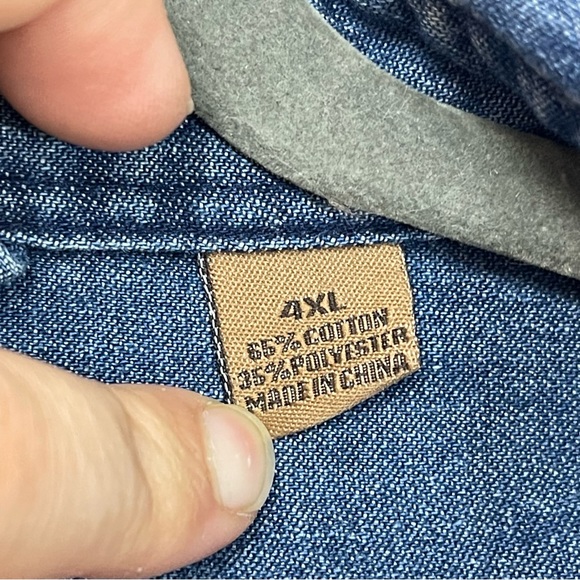 4XL
65% COTTON
35% POLYESTER
MADE IN CHINA